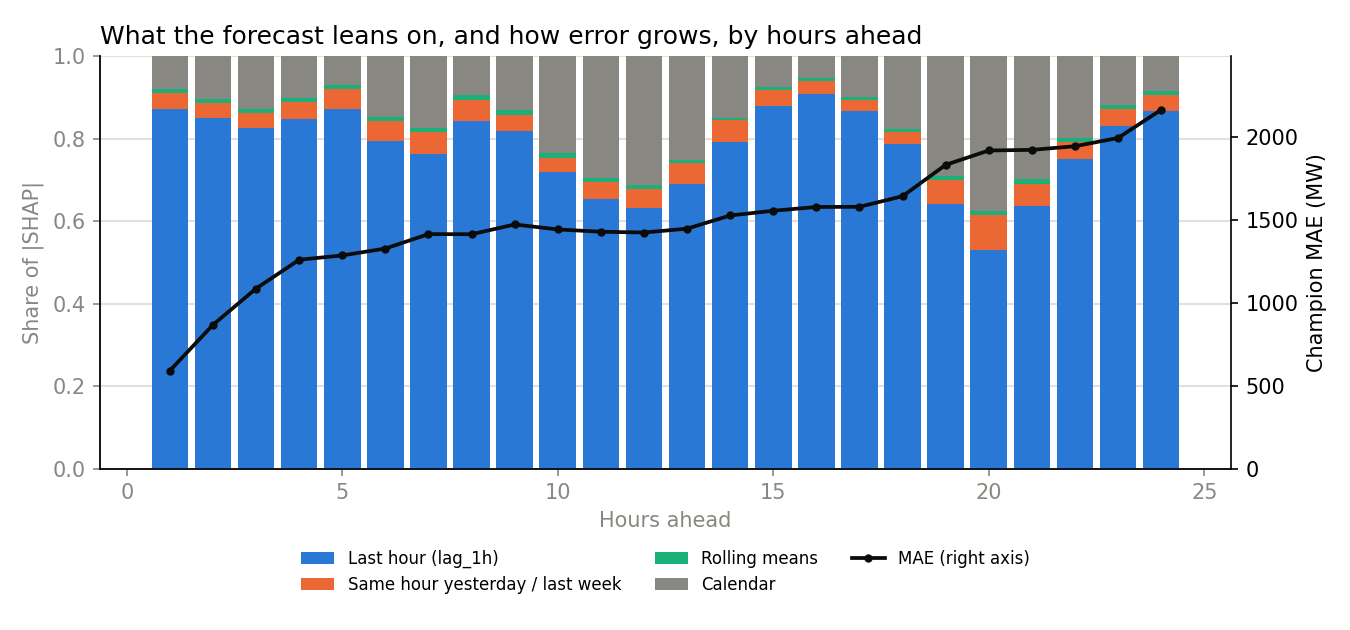 What the forecast leans on, and how error grows, by hours ahead
1.0
0.8
0.6
0.4
0.2
0.0
Share of |SHAP|
2000
1500
1000
500
0
Champion MAE (MW)
0 5 10 15 20 25
Hours ahead
Last hour (lag_1h) Rolling means MAE (right axis)
Same hour yesterday / last week Calendar